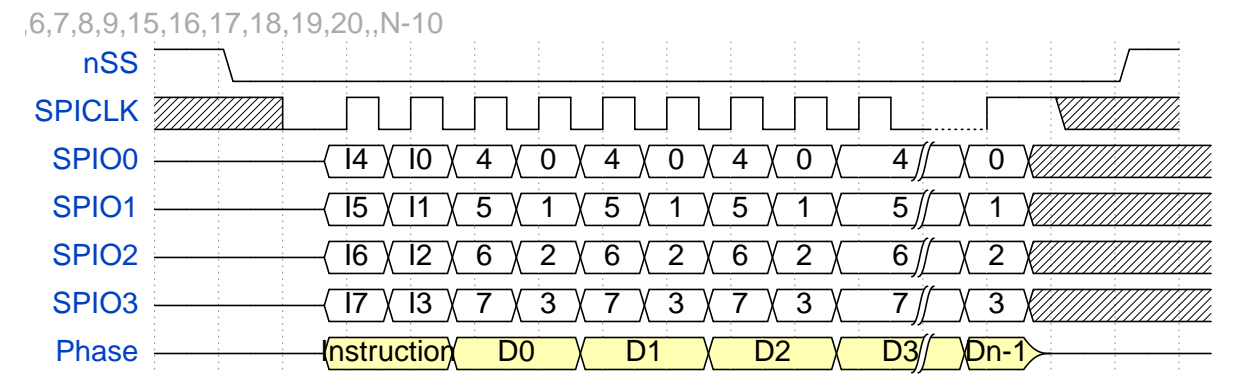 ,6,7,8,9,15,16,17,18,19,20,,N-10
nSS
SPICLK
SPIO0 I4 I0 4 0 4 0 4 0 4 0
SPIO1 I5 I1 5 1 5 1 5 1 5 1
SPIO2 I6 I2 6 2 6 2 6 2 6 2
SPIO3 I7 I3 7 3 7 3 7 3 7 3
Phase Instruction D0 D1 D2 D3 Dn-1